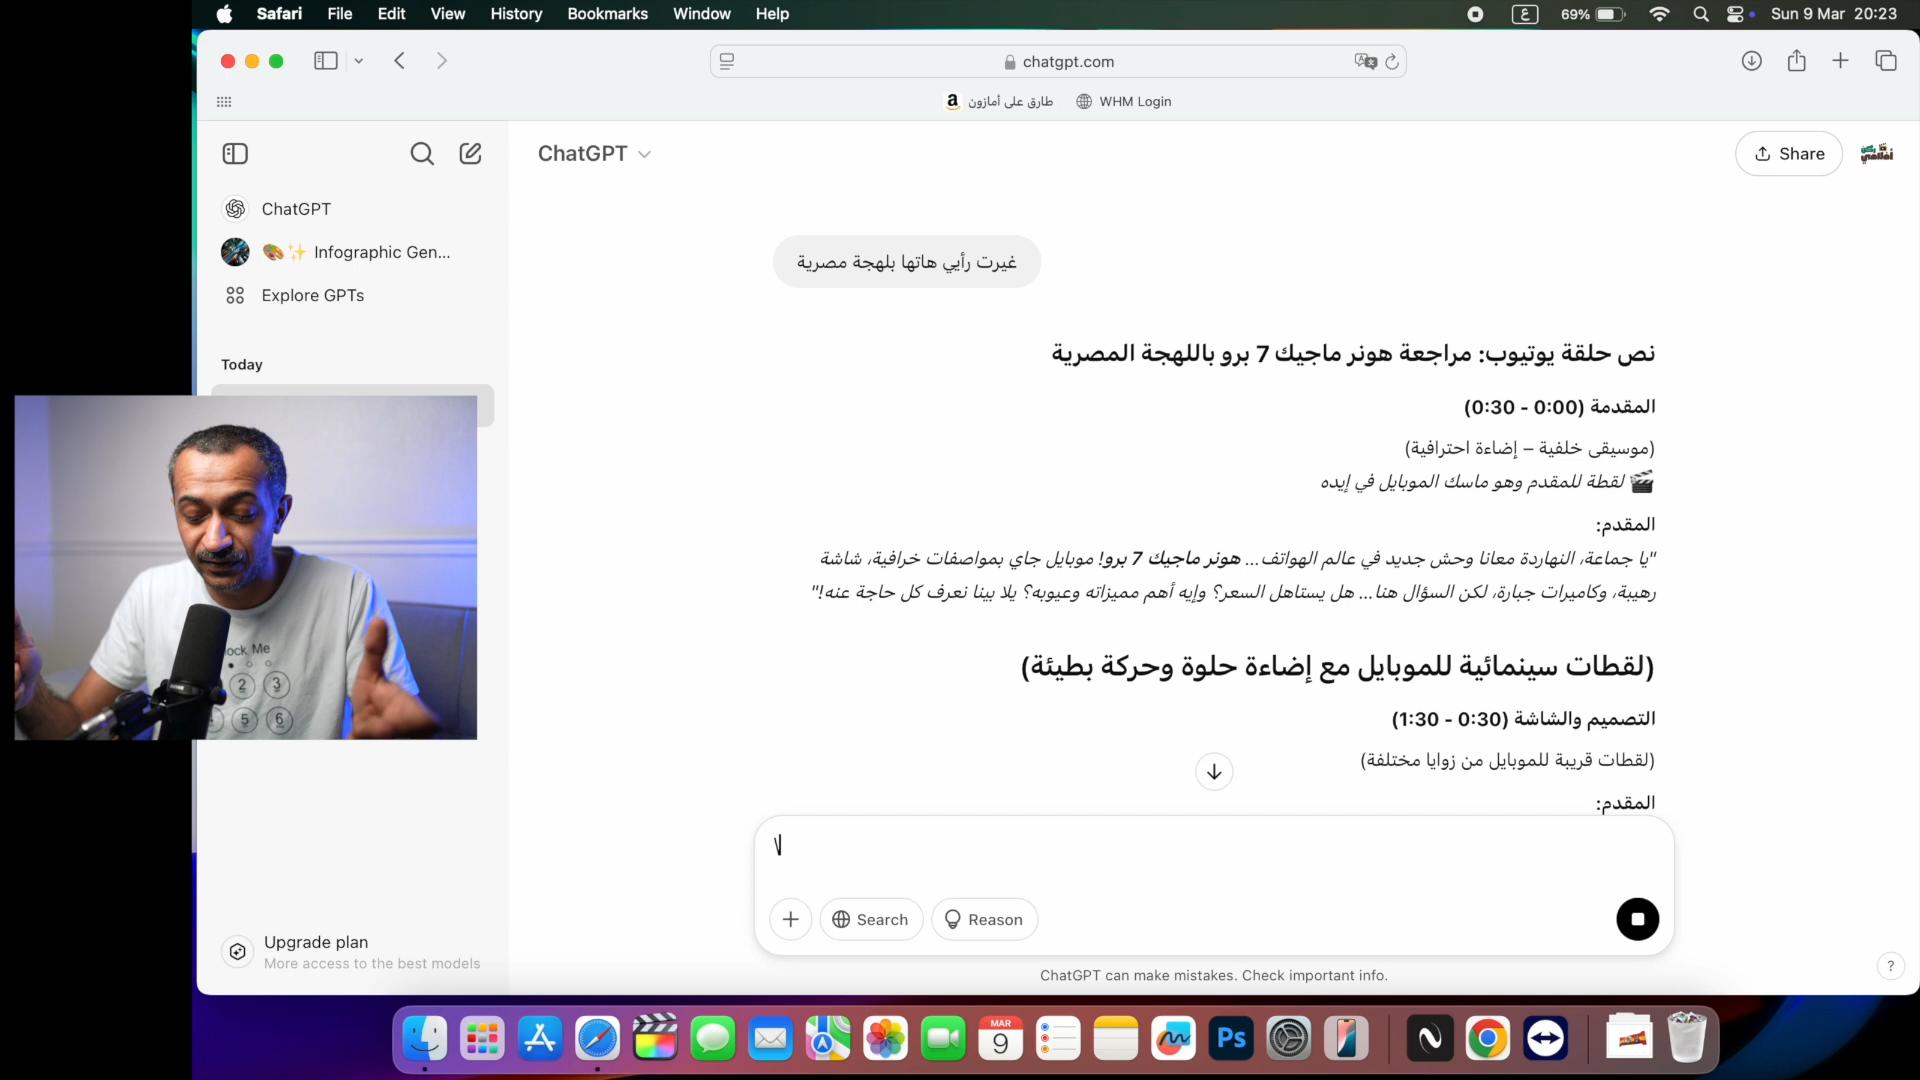 Safari File Edit View History Bookmarks Window Help
ع 69% Sun 9 Mar 20:23
chatgpt.com
a طارق على أمازون WHM Login
ChatGPT
Share
ChatGPT
🎨✨ Infographic Gen...
Explore GPTs
Today
Upgrade plan
More access to the best models
غيرت رأيي هاتها بلهجة مصرية
نص حلقة يوتيوب: مراجعة هونر ماجيك 7 برو باللهجة المصرية
المقدمة (0:00 - 0:30)
(موسيقى خلفية – إضاءة احترافية)
🎬 لقطة للمقدم وهو ماسك الموبايل في إيده
المقدم:
"يا جماعة، النهاردة معانا وحش جديد في عالم الهواتف... هونر ماجيك 7 برو! موبايل جاي بمواصفات خرافية، شاشة
رهيبة، وكاميرات جبارة، لكن السؤال هنا... هل يستاهل السعر؟ وإيه أهم مميزاته وعيوبه؟ يلا بينا نعرف كل حاجة عنه!"
(لقطات سينمائية للموبايل مع إضاءة حلوة وحركة بطيئة)
التصميم والشاشة (0:30 - 1:30)
(لقطات قريبة للموبايل من زوايا مختلفة)
المقدم:
ا
Search Reason
ChatGPT can make mistakes. Check important info.
?
ock Me
2 3
5 6
MAR
9
Ps